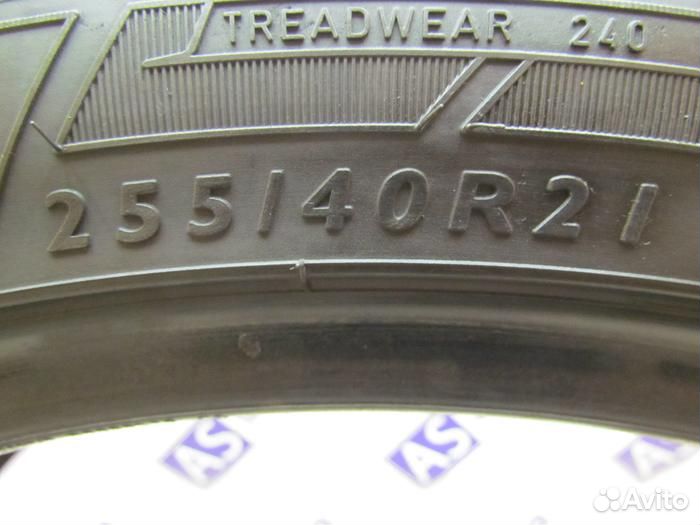 TREADWEAR 240
255/40R21
AS
AS
AS
Avito